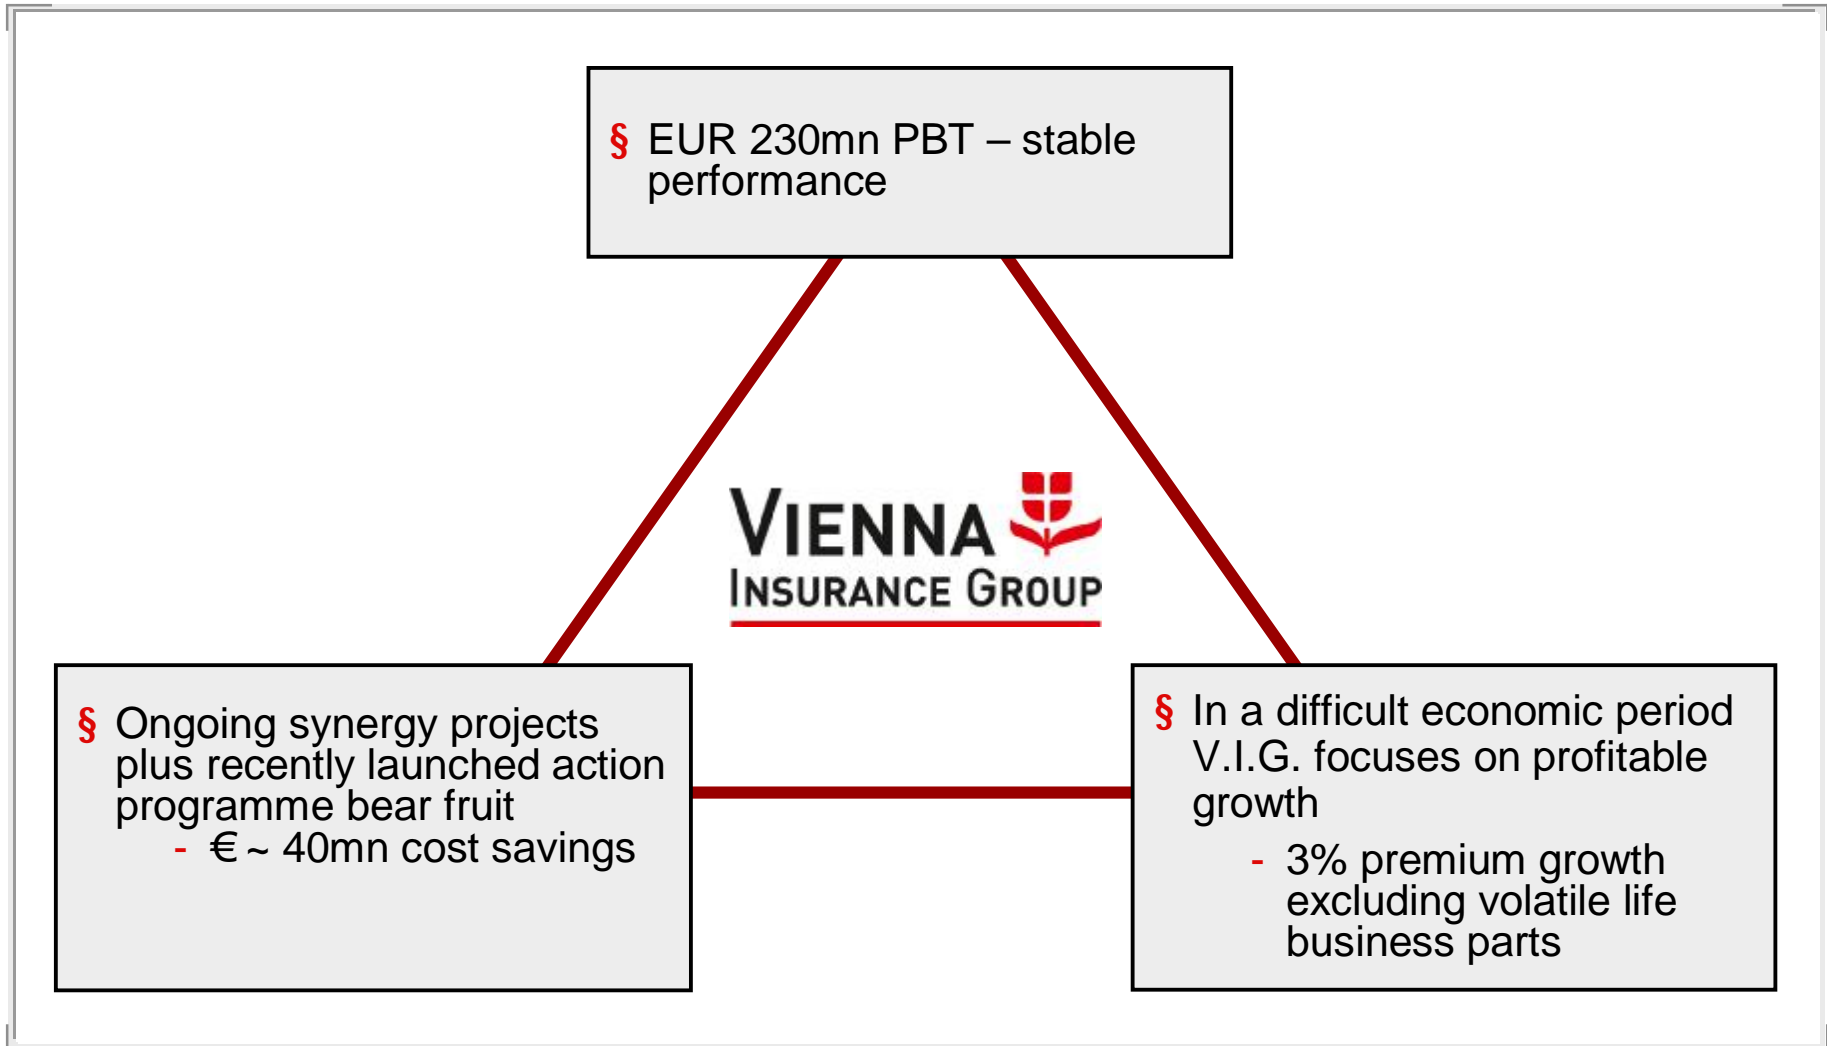 § EUR 230mn PBT – stable
performance
VIENNA
INSURANCE GROUP
§ Ongoing synergy projects
plus recently launched action
programme bear fruit
- € ~ 40mn cost savings
§ In a difficult economic period
V.I.G. focuses on profitable
growth
- 3% premium growth
excluding volatile life
business parts